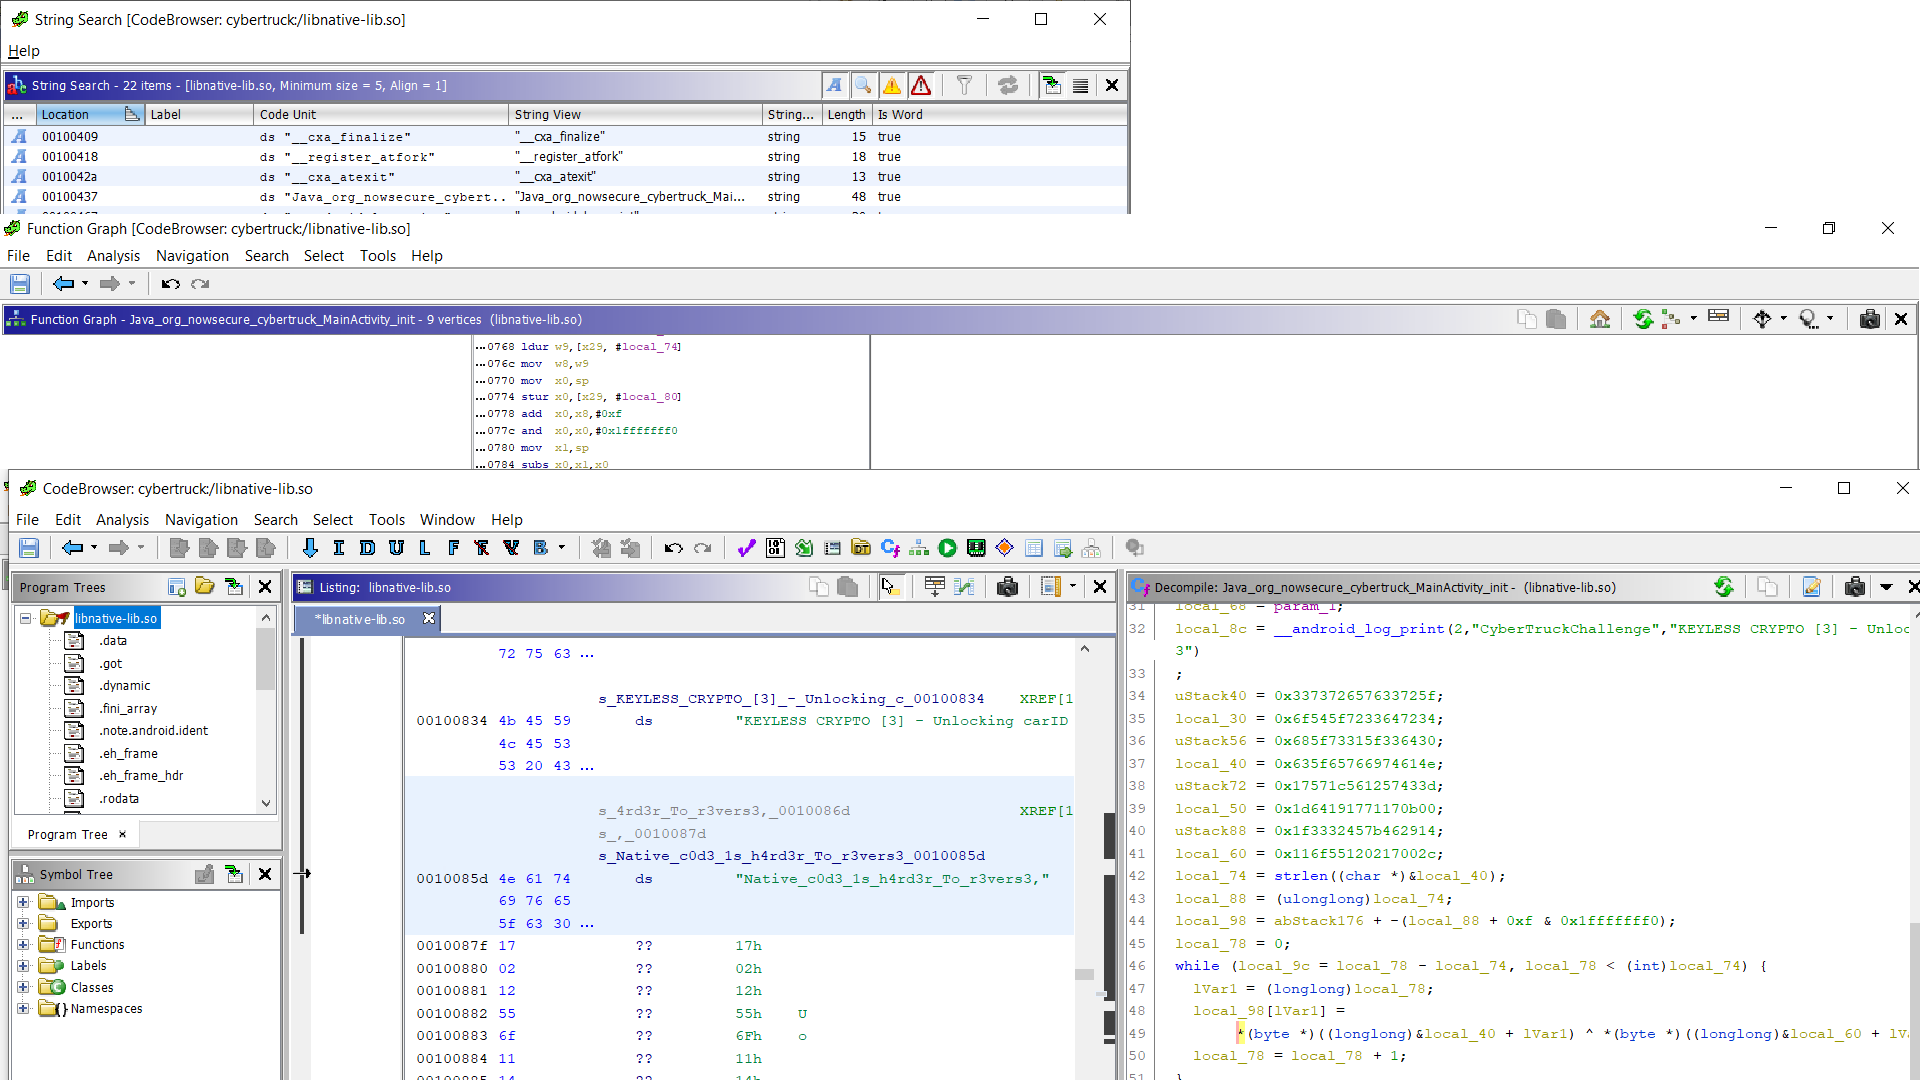 String Search [CodeBrowser: cybertruck:/libnative-lib.so]
Help
String Search - 22 items - [libnative-lib.so, Minimum size = 5, Align = 1]
... Location Label Code Unit String View String... Length Is Word
00100409 ds "__cxa_finalize" "__cxa_finalize" string 15 true
00100418 ds "__register_atfork" "__register_atfork" string 18 true
0010042a ds "__cxa_atexit" "__cxa_atexit" string 13 true
00100437 ds "Java_org_nowsecure_cybert... "Java_org_nowsecure_cybertruck_Mai... string 48 true
Function Graph [CodeBrowser: cybertruck:/libnative-lib.so]
File Edit Analysis Navigation Search Select Tools Help
Function Graph - Java_org_nowsecure_cybertruck_MainActivity_init - 9 vertices (libnative-lib.so)
...0768 ldur w9,[x29, #local_74]
...076c mov w8,w9
...0770 mov x0,sp
...0774 stur x0,[x29, #local_80]
...0778 add x0,x8,#0xf
...077c and x0,x0,#0x1fffffff0
...0780 mov x1,sp
...0784 subs x0,x1,x0
CodeBrowser: cybertruck:/libnative-lib.so
File Edit Analysis Navigation Search Select Tools Window Help
I D U L F B
Program Trees
libnative-lib.so
.data
.got
.dynamic
.fini_array
.note.android.ident
.eh_frame
.eh_frame_hdr
.rodata
Program Tree
Symbol Tree
Imports
Exports
Functions
Labels
Classes
Namespaces
Listing: libnative-lib.so
*libnative-lib.so
72 75 63 ...
s_KEYLESS_CRYPTO_[3]_-_Unlocking_c_00100834 XREF[1
00100834 4b 45 59 ds "KEYLESS CRYPTO [3] - Unlocking carID
4c 45 53
53 20 43 ...
s_4rd3r_To_r3vers3,_0010086d XREF[1
s_,_0010087d
s_Native_c0d3_1s_h4rd3r_To_r3vers3_0010085d
0010085d 4e 61 74 ds "Native_c0d3_1s_h4rd3r_To_r3vers3,"
69 76 65
5f 63 30 ...
0010087f 17 ?? 17h
00100880 02 ?? 02h
00100881 12 ?? 12h
00100882 55 ?? 55h U
00100883 6f ?? 6Fh o
00100884 11 ?? 11h
00100885 14 ?? 14h
Decompile: Java_org_nowsecure_cybertruck_MainActivity_init - (libnative-lib.so)
31 local_68 = param_1;
32 local_8c = __android_log_print(2,"CyberTruckChallenge","KEYLESS CRYPTO [3] - Unloc
3")
33 ;
34 uStack40 = 0x337372657633725f;
35 local_30 = 0x6f545f7233647234;
36 uStack56 = 0x685f73315f336430;
37 local_40 = 0x635f65766974614e;
38 uStack72 = 0x17571c561257433d;
39 local_50 = 0x1d64191771170b00;
40 uStack88 = 0x1f3332457b462914;
41 local_60 = 0x116f55120217002c;
42 local_74 = strlen((char *)&local_40);
43 local_88 = (ulonglong)local_74;
44 local_98 = abStack176 + -(local_88 + 0xf & 0x1fffffff0);
45 local_78 = 0;
46 while (local_9c = local_78 - local_74, local_78 < (int)local_74) {
47 lVar1 = (longlong)local_78;
48 local_98[lVar1] =
49 *(byte *)((longlong)&local_40 + lVar1) ^ *(byte *)((longlong)&local_60 + lVa
50 local_78 = local_78 + 1;
51 }